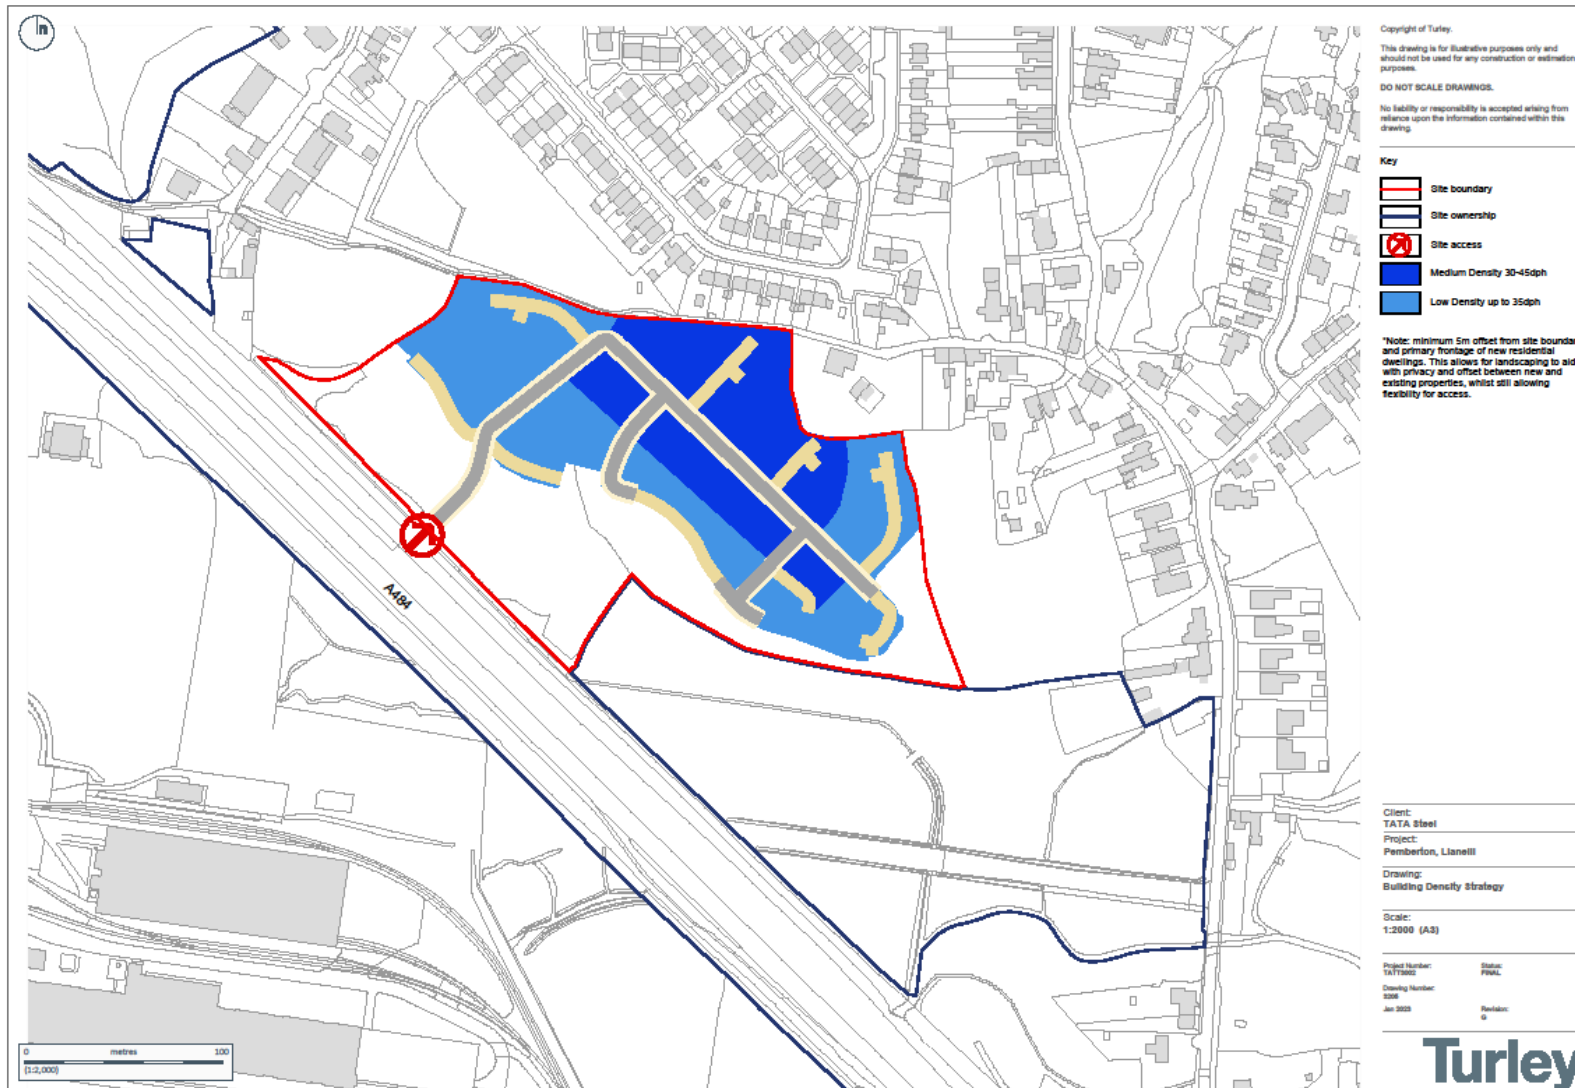 n
Copyright of Turley.
This drawing is for illustrative purposes only and
should not be used for any construction or estimation
purposes.
DO NOT SCALE DRAWINGS.
No liability or responsibility is accepted arising from
reliance upon the information contained within this
drawing.
Key
Site boundary
Site ownership
Site access
Medium Density 30-45dph
Low Density up to 35dph
*Note: minimum 5m offset from site boundar
and primary frontage of new residential
dwellings. This allows for landscaping to aid
with privacy and offset between new and
existing properties, whilst still allowing
flexibility for access.
A484
Client:
TATA Steel
Project:
Pemberton, Llanelli
Drawing:
Building Density Strategy
Scale:
1:2000 (A3)
Project Number: Status:
FINAL
Drawing Number:
Jan 2023 Revision:
G
0 metres 100
(1:2,000)
Turley